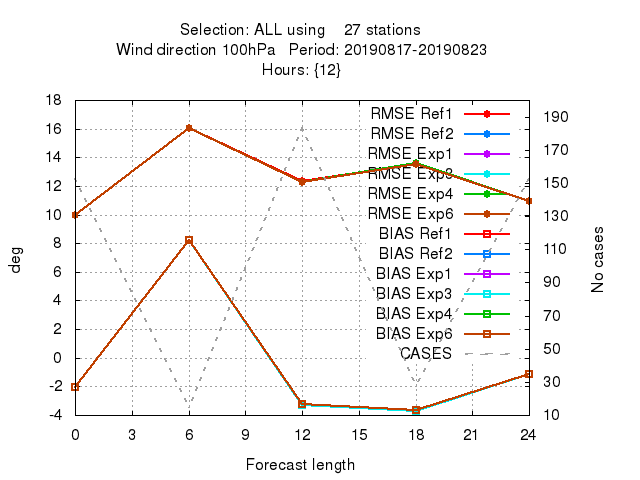 Selection: ALL using 27 stations
Wind direction 100hPa Period: 20190817-20190823
Hours: {12}
18
16
14
12
10
8
6
4
2
0
-2
-4
deg
RMSE Ref1
RMSE Ref2
RMSE Exp1
RMSE Exp3
RMSE Exp4
RMSE Exp6
BIAS Ref1
BIAS Ref2
BIAS Exp1
BIAS Exp3
BIAS Exp4
BIAS Exp6
CASES
190
170
150
130
110
90
70
50
30
10
No cases
0 3 6 9 12 15 18 21 24
Forecast length